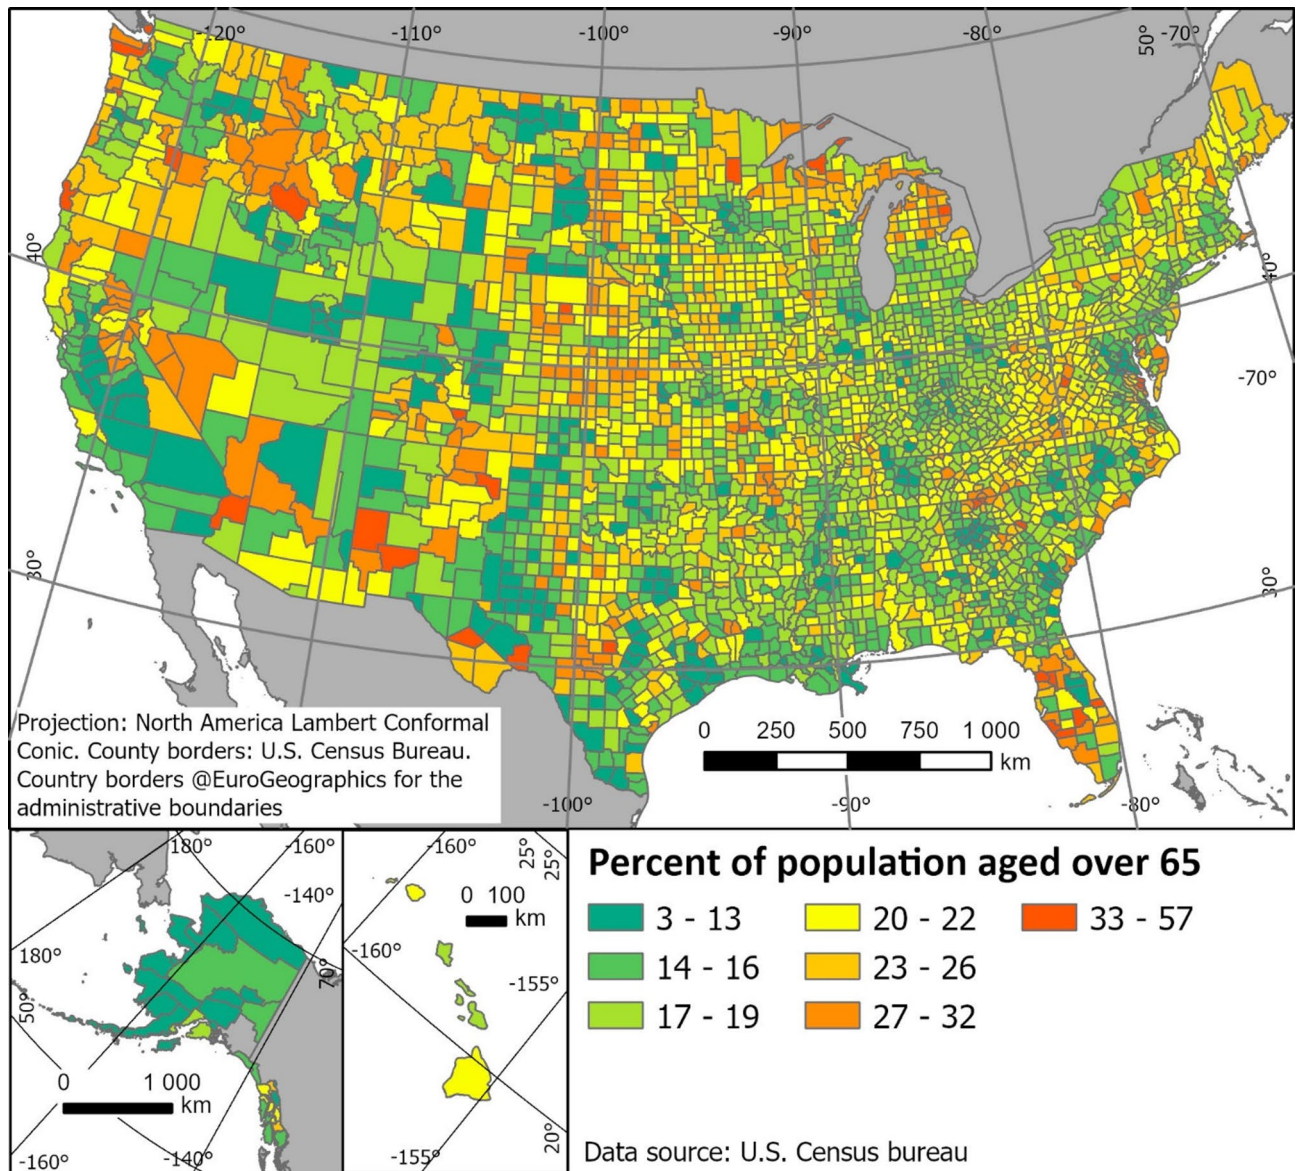 -120° -110° -100° -90° -80° 50° -70°
40° 40°
-70°
30° 30°
Projection: North America Lambert Conformal
Conic. County borders: U.S. Census Bureau.
Country borders @EuroGeographics for the
administrative boundaries
0 250 500 750 1 000
km
-100° -90° -80°
180° -160°
-140°
180°
50° 70°
0 1 000
km
-160° -140°
-160° 25° 25°
0 100
km
-160°
-155°
-155° 20°
Percent of population aged over 65
3 - 13 20 - 22 33 - 57
14 - 16 23 - 26
17 - 19 27 - 32
Data source: U.S. Census bureau